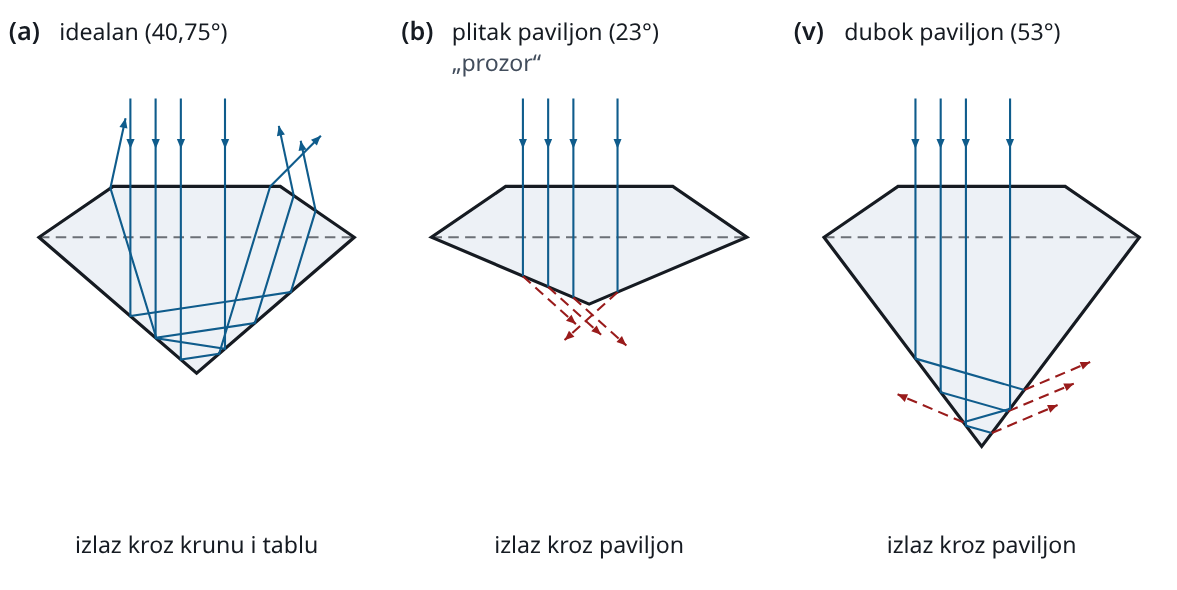 (a) idealan (40,75°)
(b) plitak paviljon (23°)
„prozor“
(v) dubok paviljon (53°)
izlaz kroz krunu i tablu
izlaz kroz paviljon
izlaz kroz paviljon